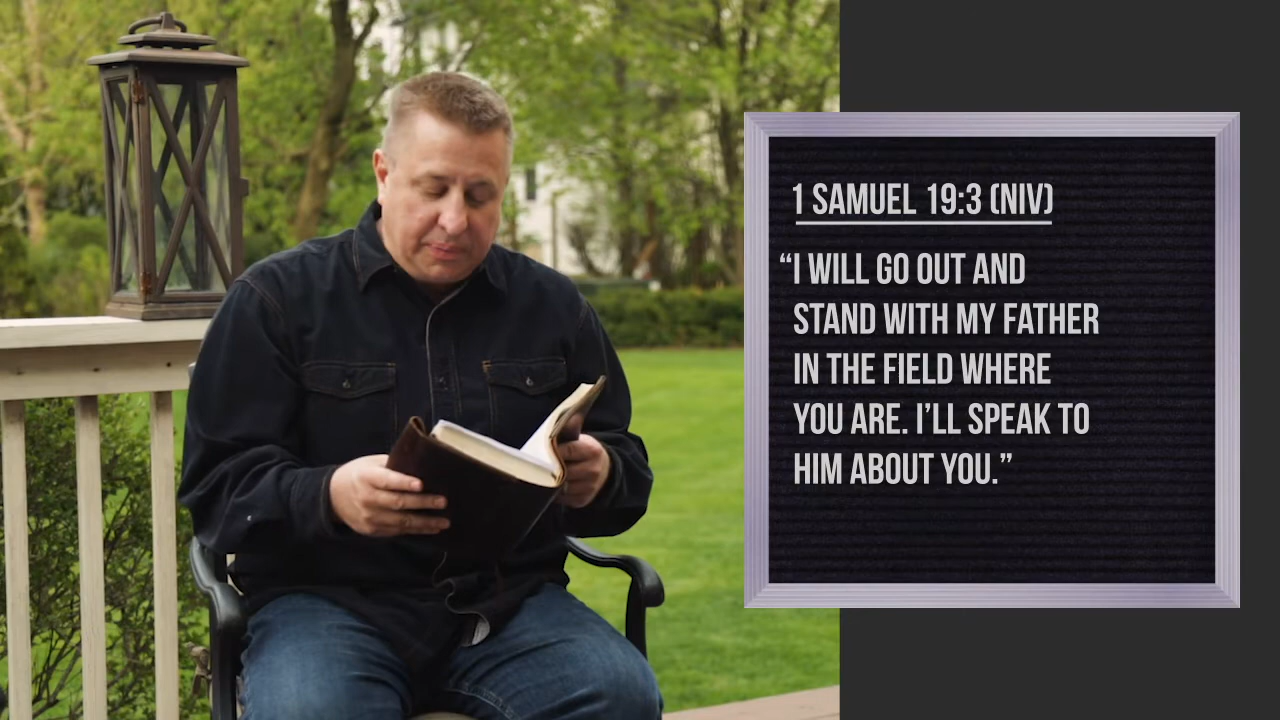 1 SAMUEL 19:3 (NIV)
“I WILL GO OUT AND
STAND WITH MY FATHER
IN THE FIELD WHERE
YOU ARE. I’LL SPEAK TO
HIM ABOUT YOU.”